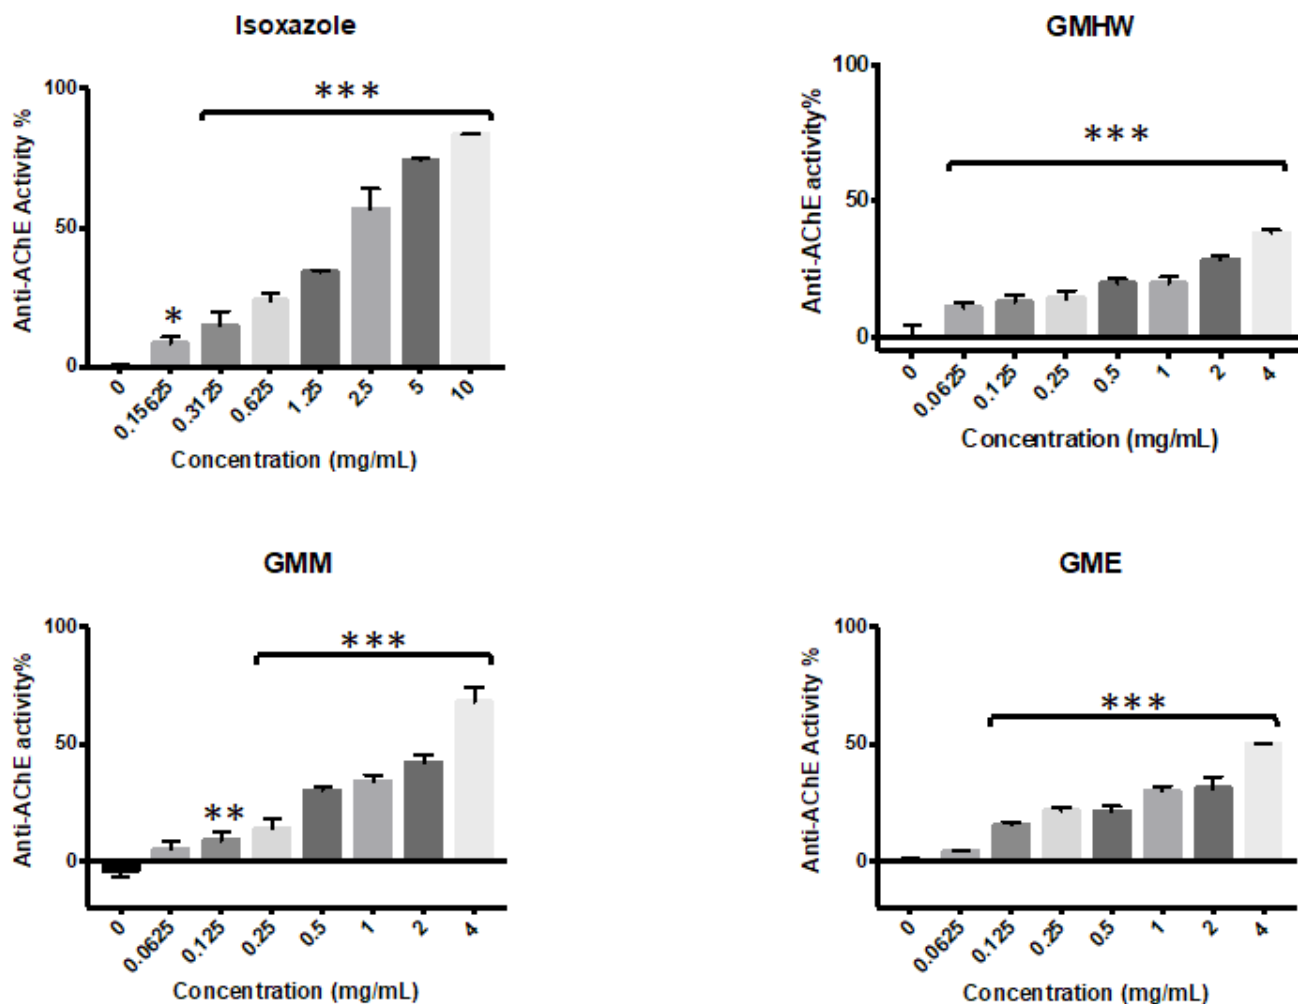 Isoxazole
Anti-AChE Activity %
100
50
0
***
*
0 0.15625 0.3125 0.625 1.25 2.5 5 10
Concentration (mg/mL)
GMHW
Anti-AChE activity%
100
50
0
***
0 0.0625 0.125 0.25 0.5 1 2 4
Concentration (mg/mL)
GMM
Anti-AChE activity%
100
50
0
***
**
0 0.0625 0.125 0.25 0.5 1 2 4
Concentration (mg/mL)
GME
Anti-AChE Activity %
100
50
0
***
0 0.0625 0.125 0.25 0.5 1 2 4
Concentration (mg/mL)